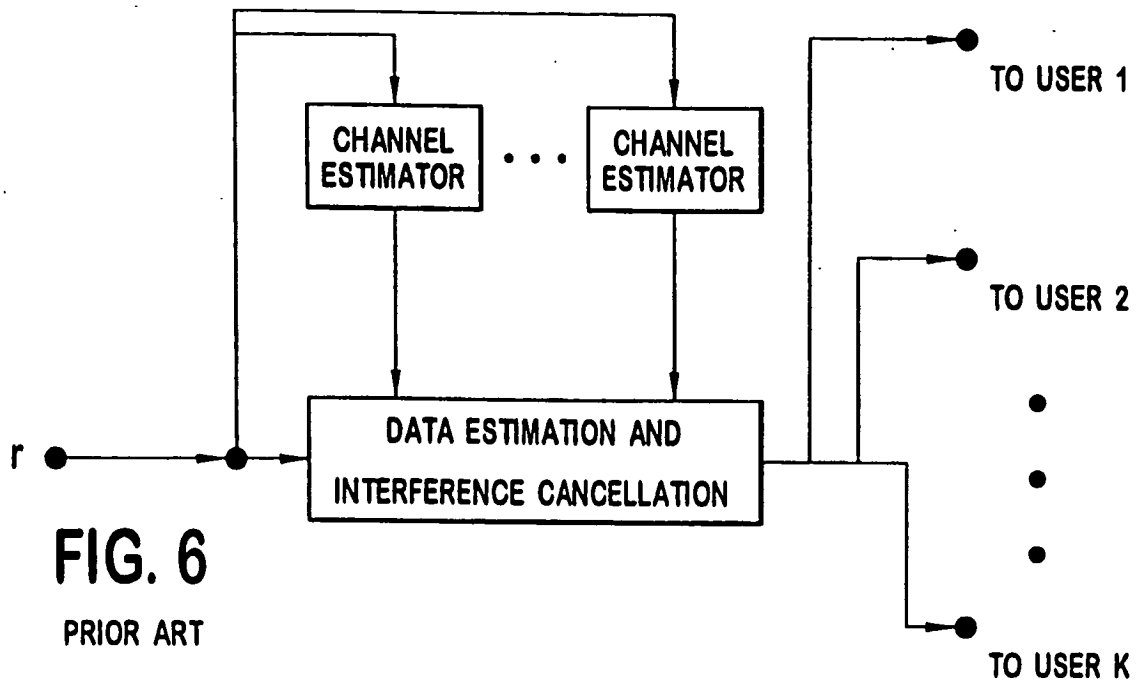 CHANNEL
ESTIMATOR
CHANNEL
ESTIMATOR
TO USER 1
TO USER 2
r
DATA ESTIMATION AND
INTERFERENCE CANCELLATION
FIG. 6
PRIOR ART
TO USER K